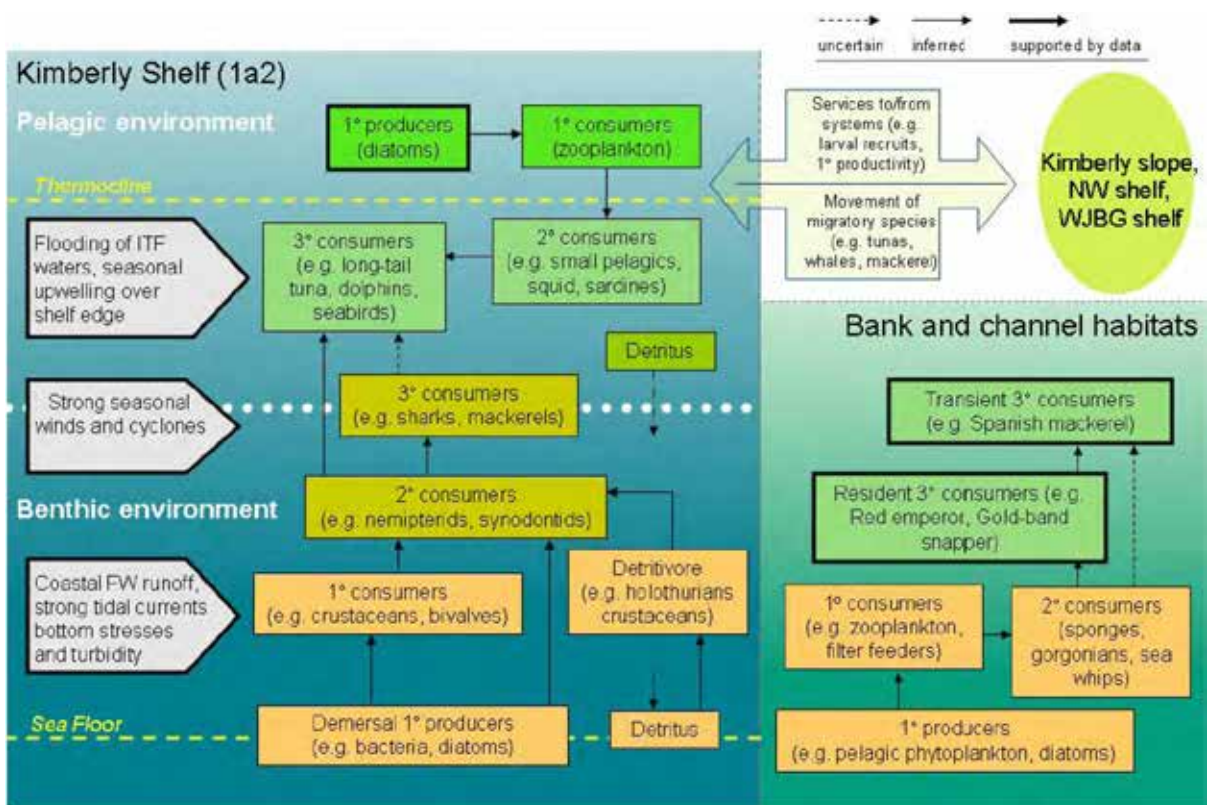 uncertain
inferred
supported by data
Kimberly Shelf (1a2)
Pelagic environment
1° producers
(diatoms)
1° consumers
(zooplankton)
Services to/from
systems (e.g.
larval recruits,
1° productivity)
Movement of
migratory species
(e.g. tunas,
whales, mackerel)
Kimberly slope,
NW shelf,
WJBG shelf
Thermocline
Flooding of ITF
waters, seasonal
upwelling over
shelf edge
3° consumers
(e.g. long-tail
tuna, dolphins,
seabirds)
2° consumers
(e.g. small pelagics,
squid, sardines)
Detritus
Strong seasonal
winds and cyclones
3° consumers
(e.g. sharks, mackerels)
Benthic environment
2° consumers
(e.g. nemipterids, synodontids)
Coastal FW runoff,
strong tidal currents
bottom stresses
and turbidity
1° consumers
(e.g. crustaceans, bivalves)
Detritivore
(e.g. holothurians
crustaceans)
Sea Floor
Demersal 1° producers
(e.g. bacteria, diatoms)
Detritus
Bank and channel habitats
Transient 3° consumers
(e.g. Spanish mackerel)
Resident 3° consumers (e.g.
Red emperor, Gold-band
snapper)
1° consumers
(e.g. zooplankton,
filter feeders)
2° consumers
(sponges,
gorgonians, sea
whips)
1° producers
(e.g. pelagic phytoplankton, diatoms)